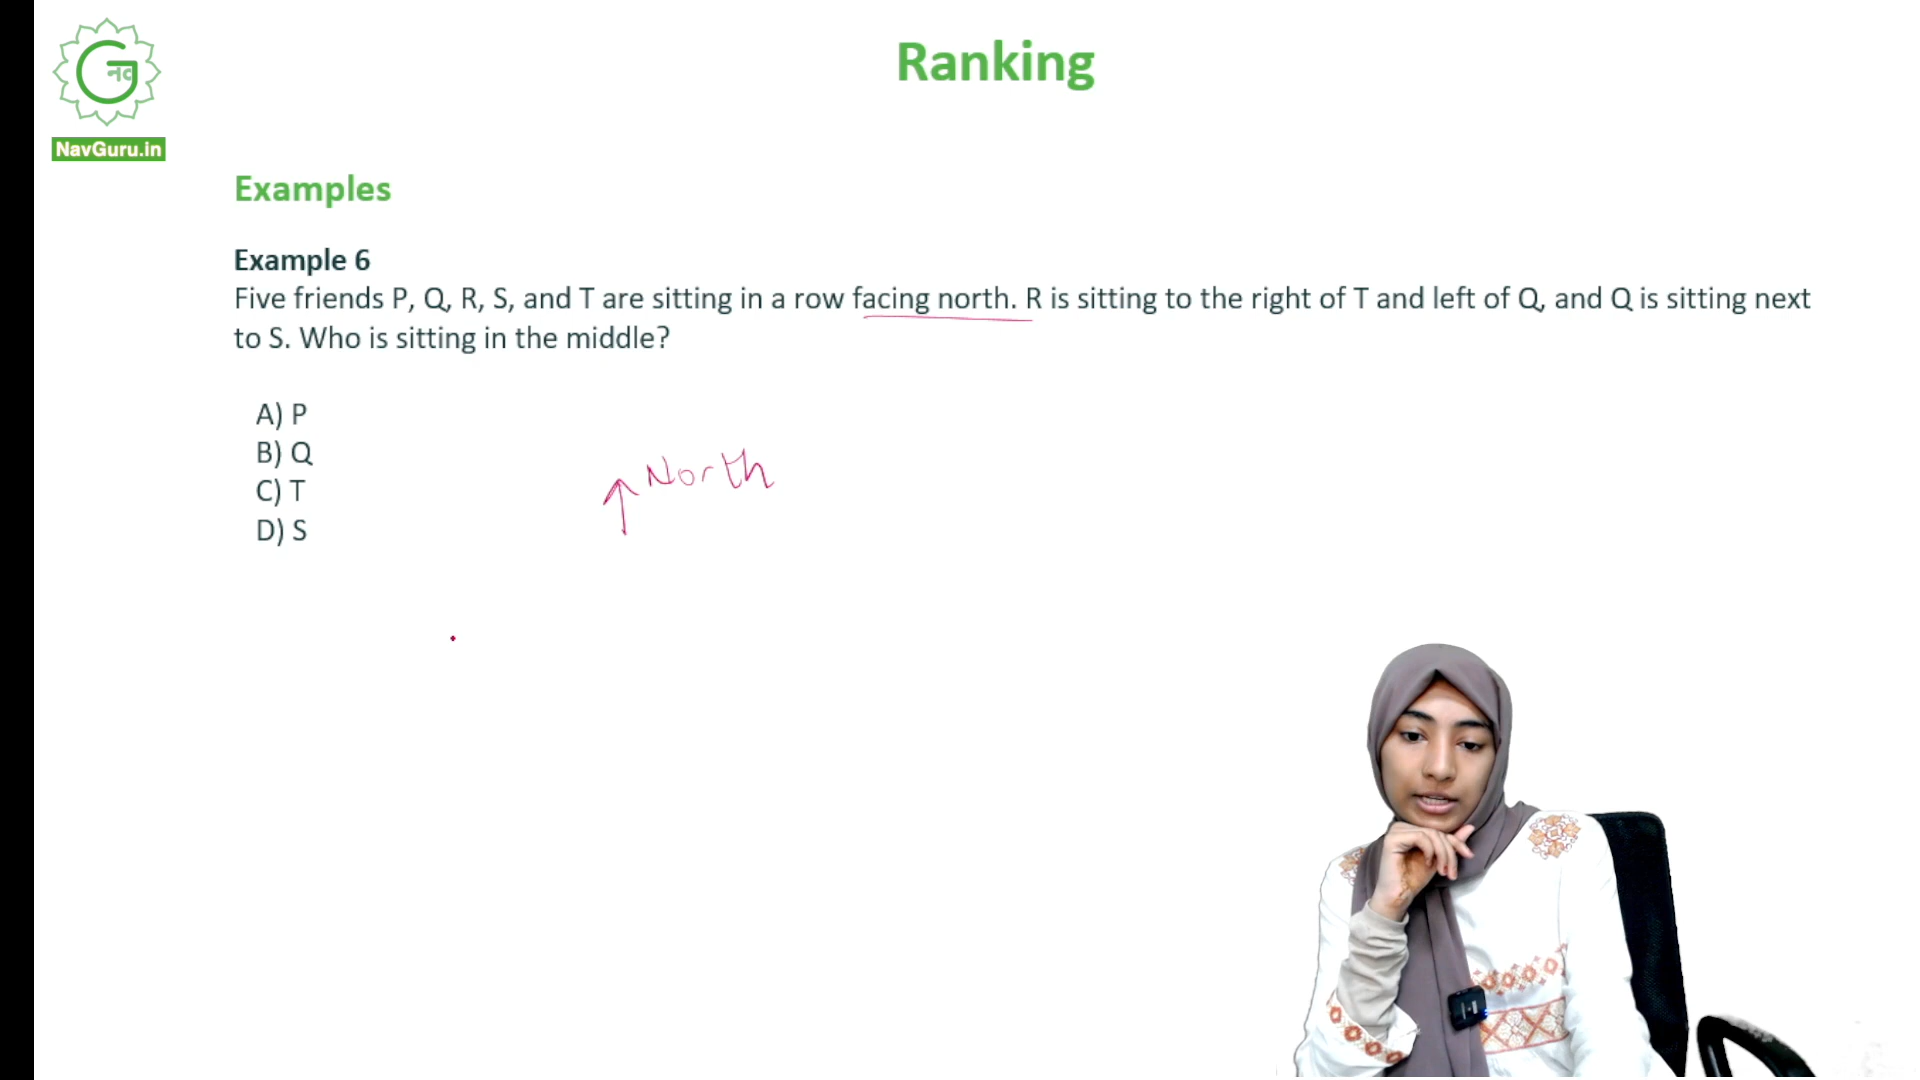 Ranking
नव
NavGuru.in
Examples
Example 6
Five friends P, Q, R, S, and T are sitting in a row facing north. R is sitting to the right of T and left of Q, and Q is sitting next
to S. Who is sitting in the middle?
A) P
B) Q
C) T
D) S
North